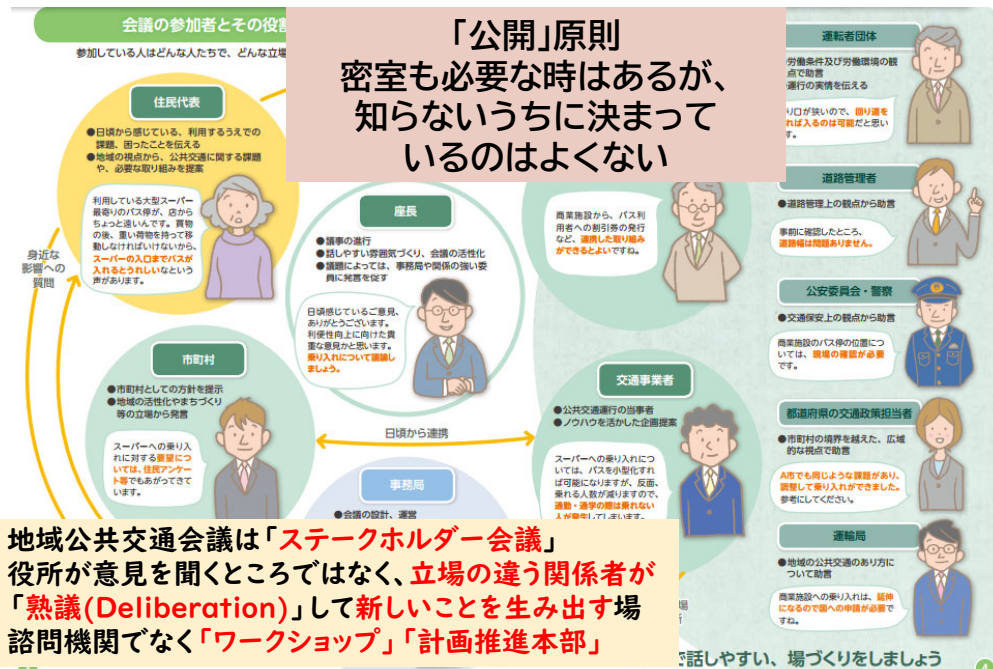 会議の参加者とその役割
参加している人はどんな人たちで、どんな立場
「公開」原則
密室も必要な時はあるが、
知らないうちに決まって
いるのはよくない
住民代表
●日頃から感じている、利用するうえでの
課題、困ったことを伝える
●地域の視点から、公共交通に関する課題
や、必要な取り組みを提案
利用している大型スーパー
最寄りのバス停が、店から
ちょっと遠いんです。買物
の後、重い荷物を持って移
動しなければいけないから、
スーパーの入口までバスが
入れるとうれしいなという
声があります。
身近な
影響への
質問
座長
●議事の進行
●話しやすい雰囲気づくり、会議の活性化
●議題によっては、事務局や関係の強い委
員に発言を促す
日頃感じているご意見、
ありがとうございます。
利便性向上に向けた貴
重な意見かと思います。
乗り入れについて議論し
ましょう。
商業施設から、バス利
用者への割引券の発行
など、連携した取り組み
ができるとよいですね。
市町村
●市町村としての方針を提示
●地域の活性化やまちづくり
等の立場から発言
スーパーへの乗り入
れに対する要望につ
いては、住民アンケー
ト等でもあがってきて
います。
日頃から連携
交通事業者
●公共交通運行の当事者
●ノウハウを活かした企画提案
スーパーへの乗り入れにつ
いては、バスを小型化すれ
ば可能になりますが、反面、
乗れる人数が減りますので、
通勤・通学の際は乗れない
人が発生してしまいます。
事務局
●会議の設計、運営
運転者団体
労働条件及び労働環境の観
点で助言
運行の実情を伝える
り口が狭いので、回り道を
れば入るのは可能だと思い
す。
道路管理者
●道路管理上の観点から助言
事前に確認したところ、
道路幅は問題ありません。
公安委員会・警察
●交通保安上の観点から助言
商業施設のバス停の位置につ
いては、現場の確認が必要
です。
都道府県の交通政策担当者
●市町村の境界を越えた、広域
的な視点で助言
A市でも同じような課題があり、
調整して乗り入れができました。
参考にしてください。
運輸局
●地域の公共交通のあり方に
ついて助言
商業施設への乗り入れは、延伸
になるので国への申請が必要で
すね。
地域公共交通会議は「ステークホルダー会議」
役所が意見を聞くところではなく、立場の違う関係者が
「熟議(Deliberation)」して新しいことを生み出す場
諮問機関でなく「ワークショップ」「計画推進本部」
場
で話しやすい、場づくりをしましょう
4